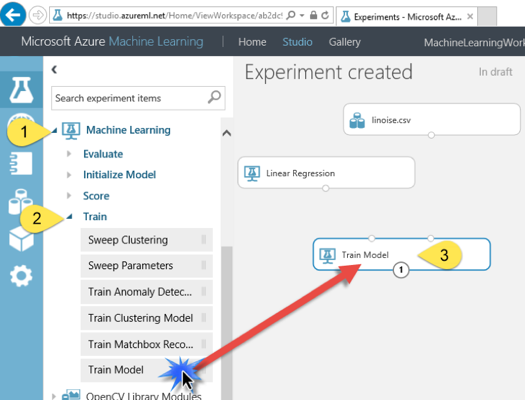 https://studio.azureml.net/Home/ViewWorkspace/ab2dc9
Experiments - Microsoft Az...
Microsoft Azure Machine Learning
Home
Studio
Gallery
MachineLearningWor
Search experiment items
Experiment created
In draft
1
Machine Learning
Evaluate
Initialize Model
Score
2
Train
Sweep Clustering
Sweep Parameters
Train Anomaly Detec...
Train Clustering Model
Train Matchbox Reco...
Train Model
OpenCV Library Modules
linoise.csv
Linear Regression
Train Model
3
1